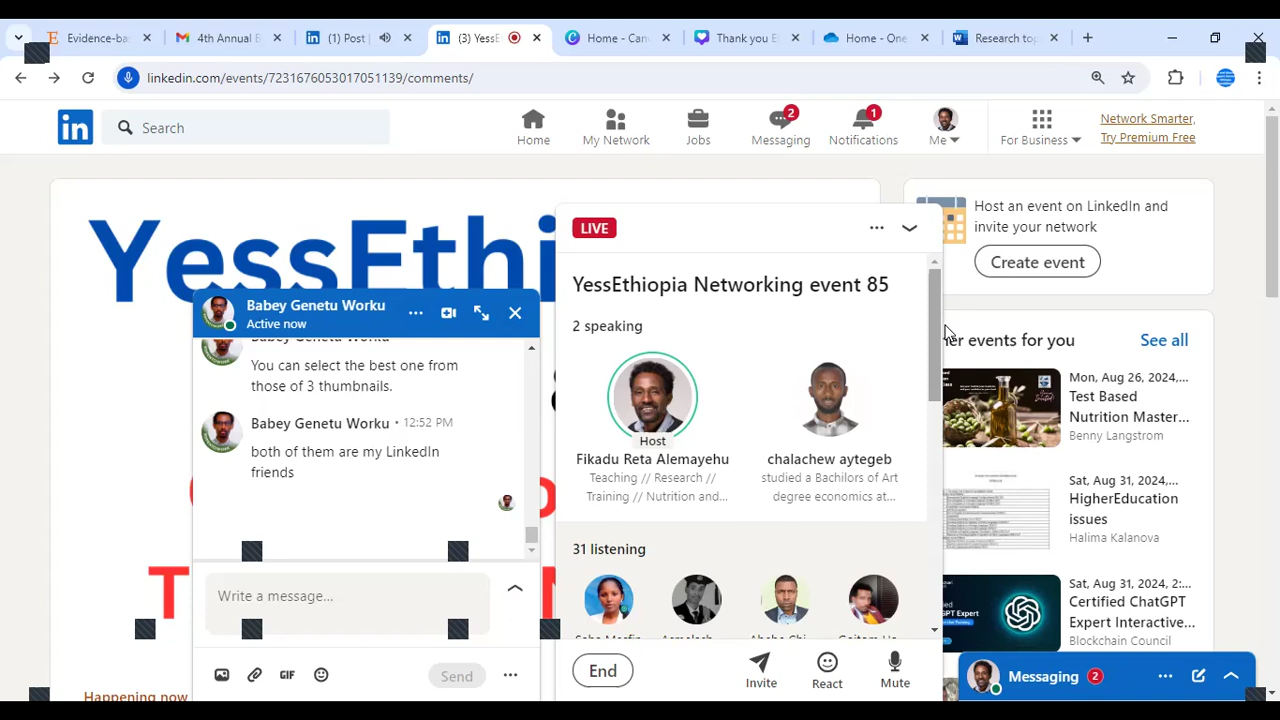 Evidence-ba
4th Annual B
(1) Post
(3) YessE
Home - Can
Thank you E
Home - One
Research to
linkedin.com/events/7231676053017051139/comments/
in
Search
Home
My Network
Jobs
2
Messaging
1
Notifications
Me
For Business
Network Smarter,
Try Premium Free
YessEthi
Babey Genetu Worku
Active now
You can select the best one from
those of 3 thumbnails.
Babey Genetu Worku • 12:52 PM
both of them are my LinkedIn
friends
Write a message...
GIF
Send
Happening now
LIVE
YessEthiopia Networking event 85
2 speaking
Host
Fikadu Reta Alemayehu
Teaching // Research //
Training // Nutrition and...
chalachew aytegeb
studied a Bachilors of Art
degree economics at...
31 listening
End
Invite
React
Mute
Host an event on LinkedIn and
invite your network
Create event
er events for you
See all
Mon, Aug 26, 2024,...
Test Based
Nutrition Master...
Benny Langstrom
Sat, Aug 31, 2024,...
HigherEducation
issues
Halima Kalanova
Sat, Aug 31, 2024, 2:...
Certified ChatGPT
Expert Interactive...
Blockchain Council
Messaging 2